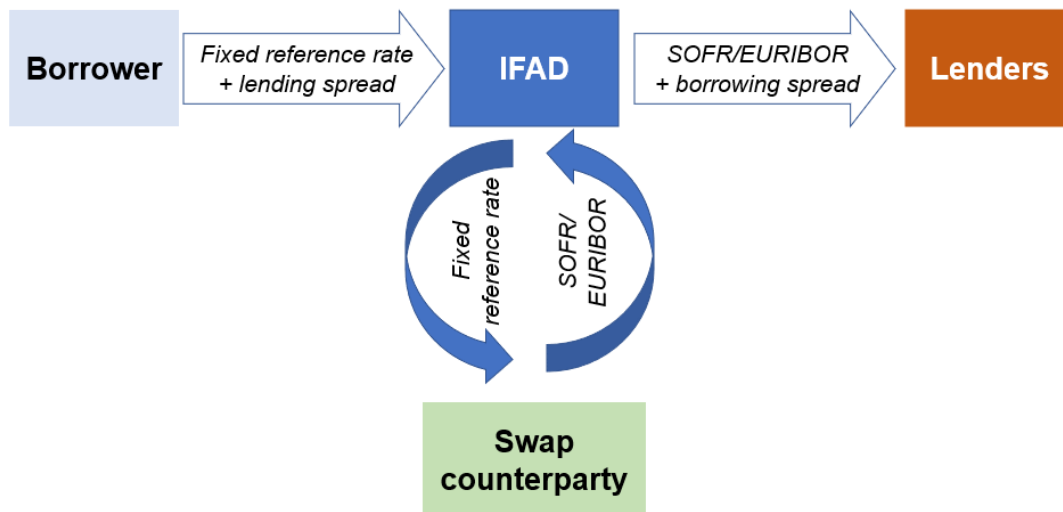 Borrower
Fixed reference rate
+ lending spread
IFAD
SOFR/EURIBOR
+ borrowing spread
Lenders
Fixed
reference rate
SOFR/
EURIBOR
Swap
counterparty